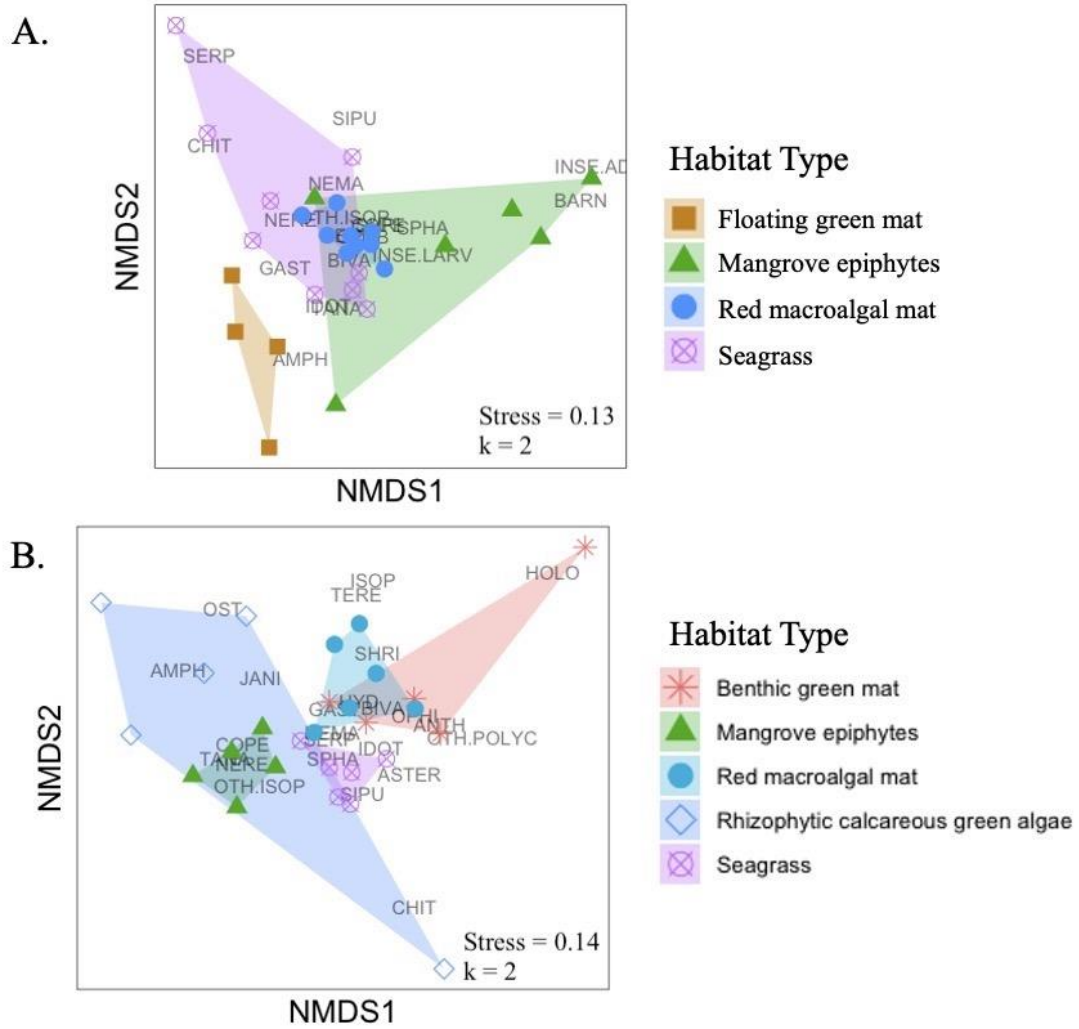 A.
SERP
SIPU
CHIT
INSE.AD
NEMA
BARN
SPHA
INSE.LARV
BIVA
GAST
AMPH
NMDS2
Stress = 0.13
k = 2
NMDS1
Habitat Type
Floating green mat
Mangrove epiphytes
Red macroalgal mat
Seagrass
B.
ISOP
HOLO
TERE
OST
SHRI
AMPH
JANI
BIVA
ANTH
OTH.POLYC
IDOT
COPE
SPHA
ASTER
NERE
OTH.ISOP
SIPU
CHIT
NMDS2
Stress = 0.14
k = 2
NMDS1
Habitat Type
Benthic green mat
Mangrove epiphytes
Red macroalgal mat
Rhizophytic calcareous green algae
Seagrass